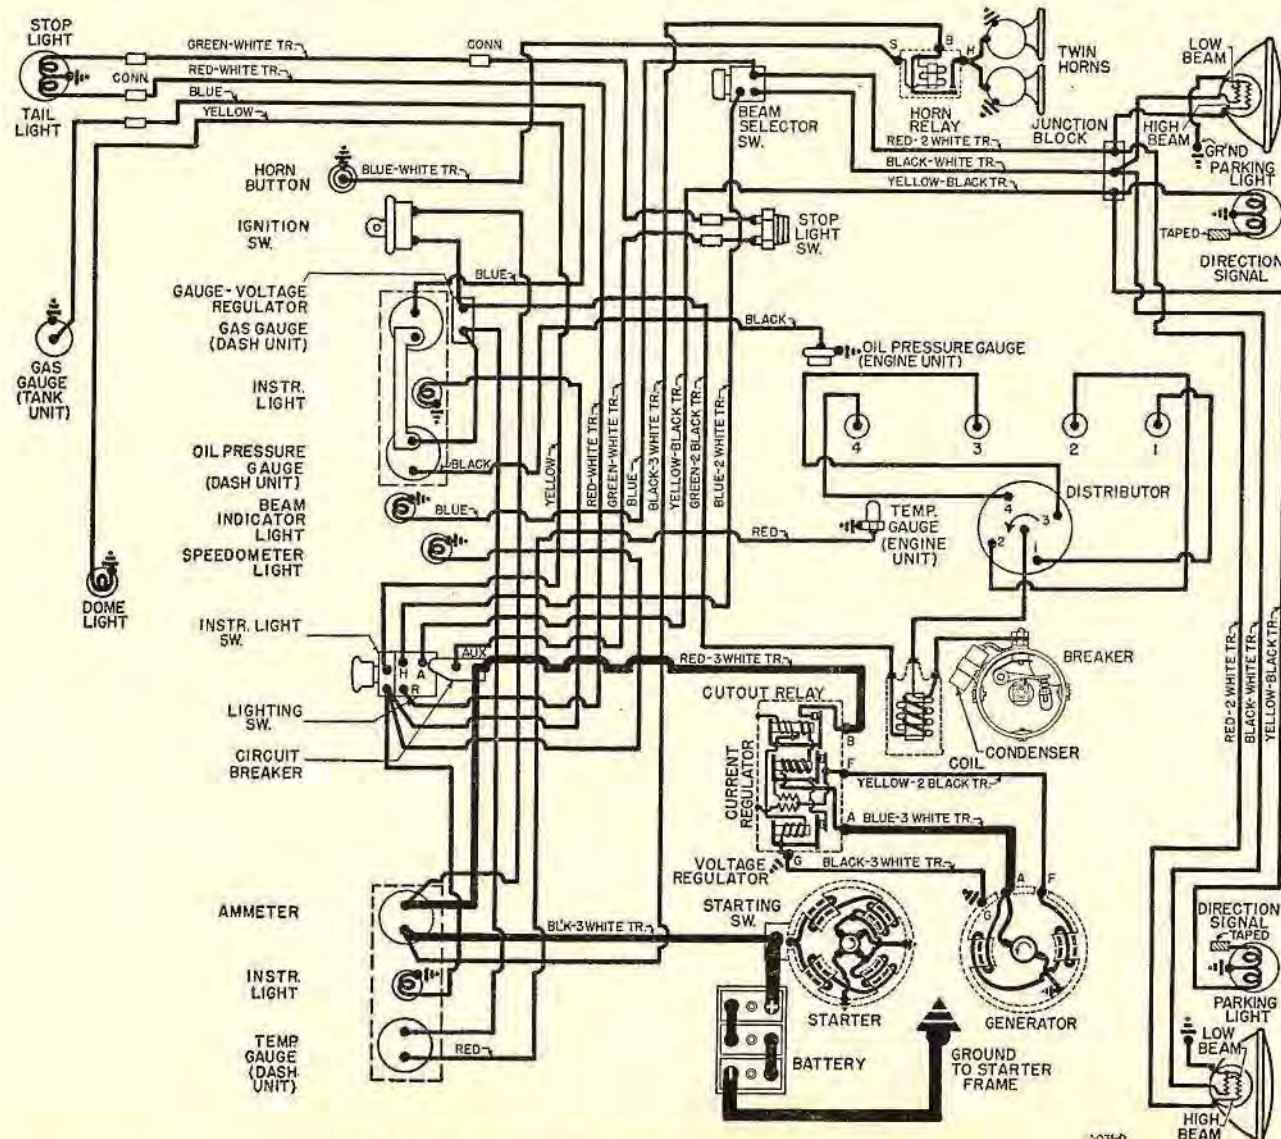 STOP
LIGHT
GREEN-WHITE TR.
CONN
CONN
RED-WHITE TR.
BLUE
YELLOW
TAIL
LIGHT
HORN
BUTTON
BLUE-WHITE TR.
IGNITION
SW.
BLUE
GAUGE-VOLTAGE
REGULATOR
GAS GAUGE
(DASH UNIT)
GAS
GAUGE
(TANK
UNIT)
INSTR.
LIGHT
OIL PRESSURE
GAUGE
(DASH UNIT)
BLACK
BEAM
INDICATOR
LIGHT
BLUE
SPEEDOMETER
LIGHT
DOME
LIGHT
INSTR. LIGHT
SW.
H
A
R
AUX
LIGHTING
SW.
CIRCUIT
BREAKER
AMMETER
INSTR.
LIGHT
TEMP.
GAUGE
(DASH
UNIT)
RED
YELLOW
RED-WHITE TR.
GREEN-WHITE TR.
BLUE
BLACK-3 WHITE TR.
YELLOW-BLACK TR.
GREEN-2 BLACK TR.
BLUE-2 WHITE TR.
S
B
H
TWIN
HORNS
BEAM
SELECTOR
SW.
HORN
RELAY
JUNCTION
BLOCK
RED-2 WHITE TR.
BLACK-WHITE TR.
YELLOW-BLACK TR.
LOW
BEAM
HIGH
BEAM
GR'ND
PARKING
LIGHT
TAPED
DIRECTION
SIGNAL
STOP
LIGHT
SW.
BLACK
OIL PRESSURE GAUGE
(ENGINE UNIT)
4
3
2
1
DISTRIBUTOR
4
3
2
1
TEMP.
GAUGE
(ENGINE
UNIT)
RED
RED-3 WHITE TR.
BREAKER
CONDENSER
COIL
CUTOUT RELAY
B
F
CURRENT
REGULATOR
YELLOW-2 BLACK TR.
A
BLUE-3 WHITE TR.
G
BLACK-3 WHITE TR.
VOLTAGE
REGULATOR
STARTING
SW.
BLK-3 WHITE TR.
A
F
G
STARTER
GENERATOR
BATTERY
GROUND
TO STARTER
FRAME
RED-2 WHITE TR.
BLACK-WHITE TR.
YELLOW-BLACK TR.
DIRECTION
SIGNAL
TAPED
PARKING
LIGHT
LOW
BEAM
HIGH
BEAM